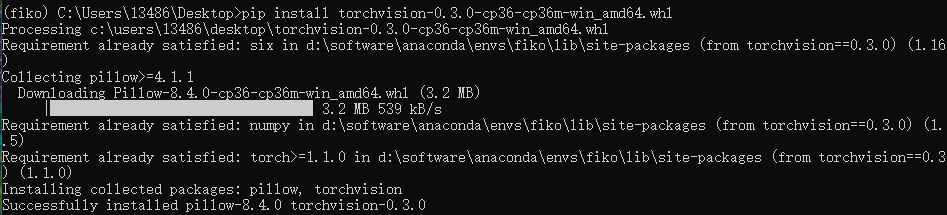 (fiko) C:\Users\13486\Desktop>pip install torchvision-0.3.0-cp36-cp36m-win_amd64.whl
Processing c:\users\13486\desktop\torchvision-0.3.0-cp36-cp36m-win_amd64.whl
Requirement already satisfied: six in d:\software\anaconda\envs\fiko\lib\site-packages (from torchvision==0.3.0) (1.16
)
Collecting pillow>=4.1.1
Downloading Pillow-8.4.0-cp36-cp36m-win_amd64.whl (3.2 MB)
| 3.2 MB 539 kB/s
Requirement already satisfied: numpy in d:\software\anaconda\envs\fiko\lib\site-packages (from torchvision==0.3.0) (1.
.5)
Requirement already satisfied: torch>=1.1.0 in d:\software\anaconda\envs\fiko\lib\site-packages (from torchvision==0.3
) (1.1.0)
Installing collected packages: pillow, torchvision
Successfully installed pillow-8.4.0 torchvision-0.3.0